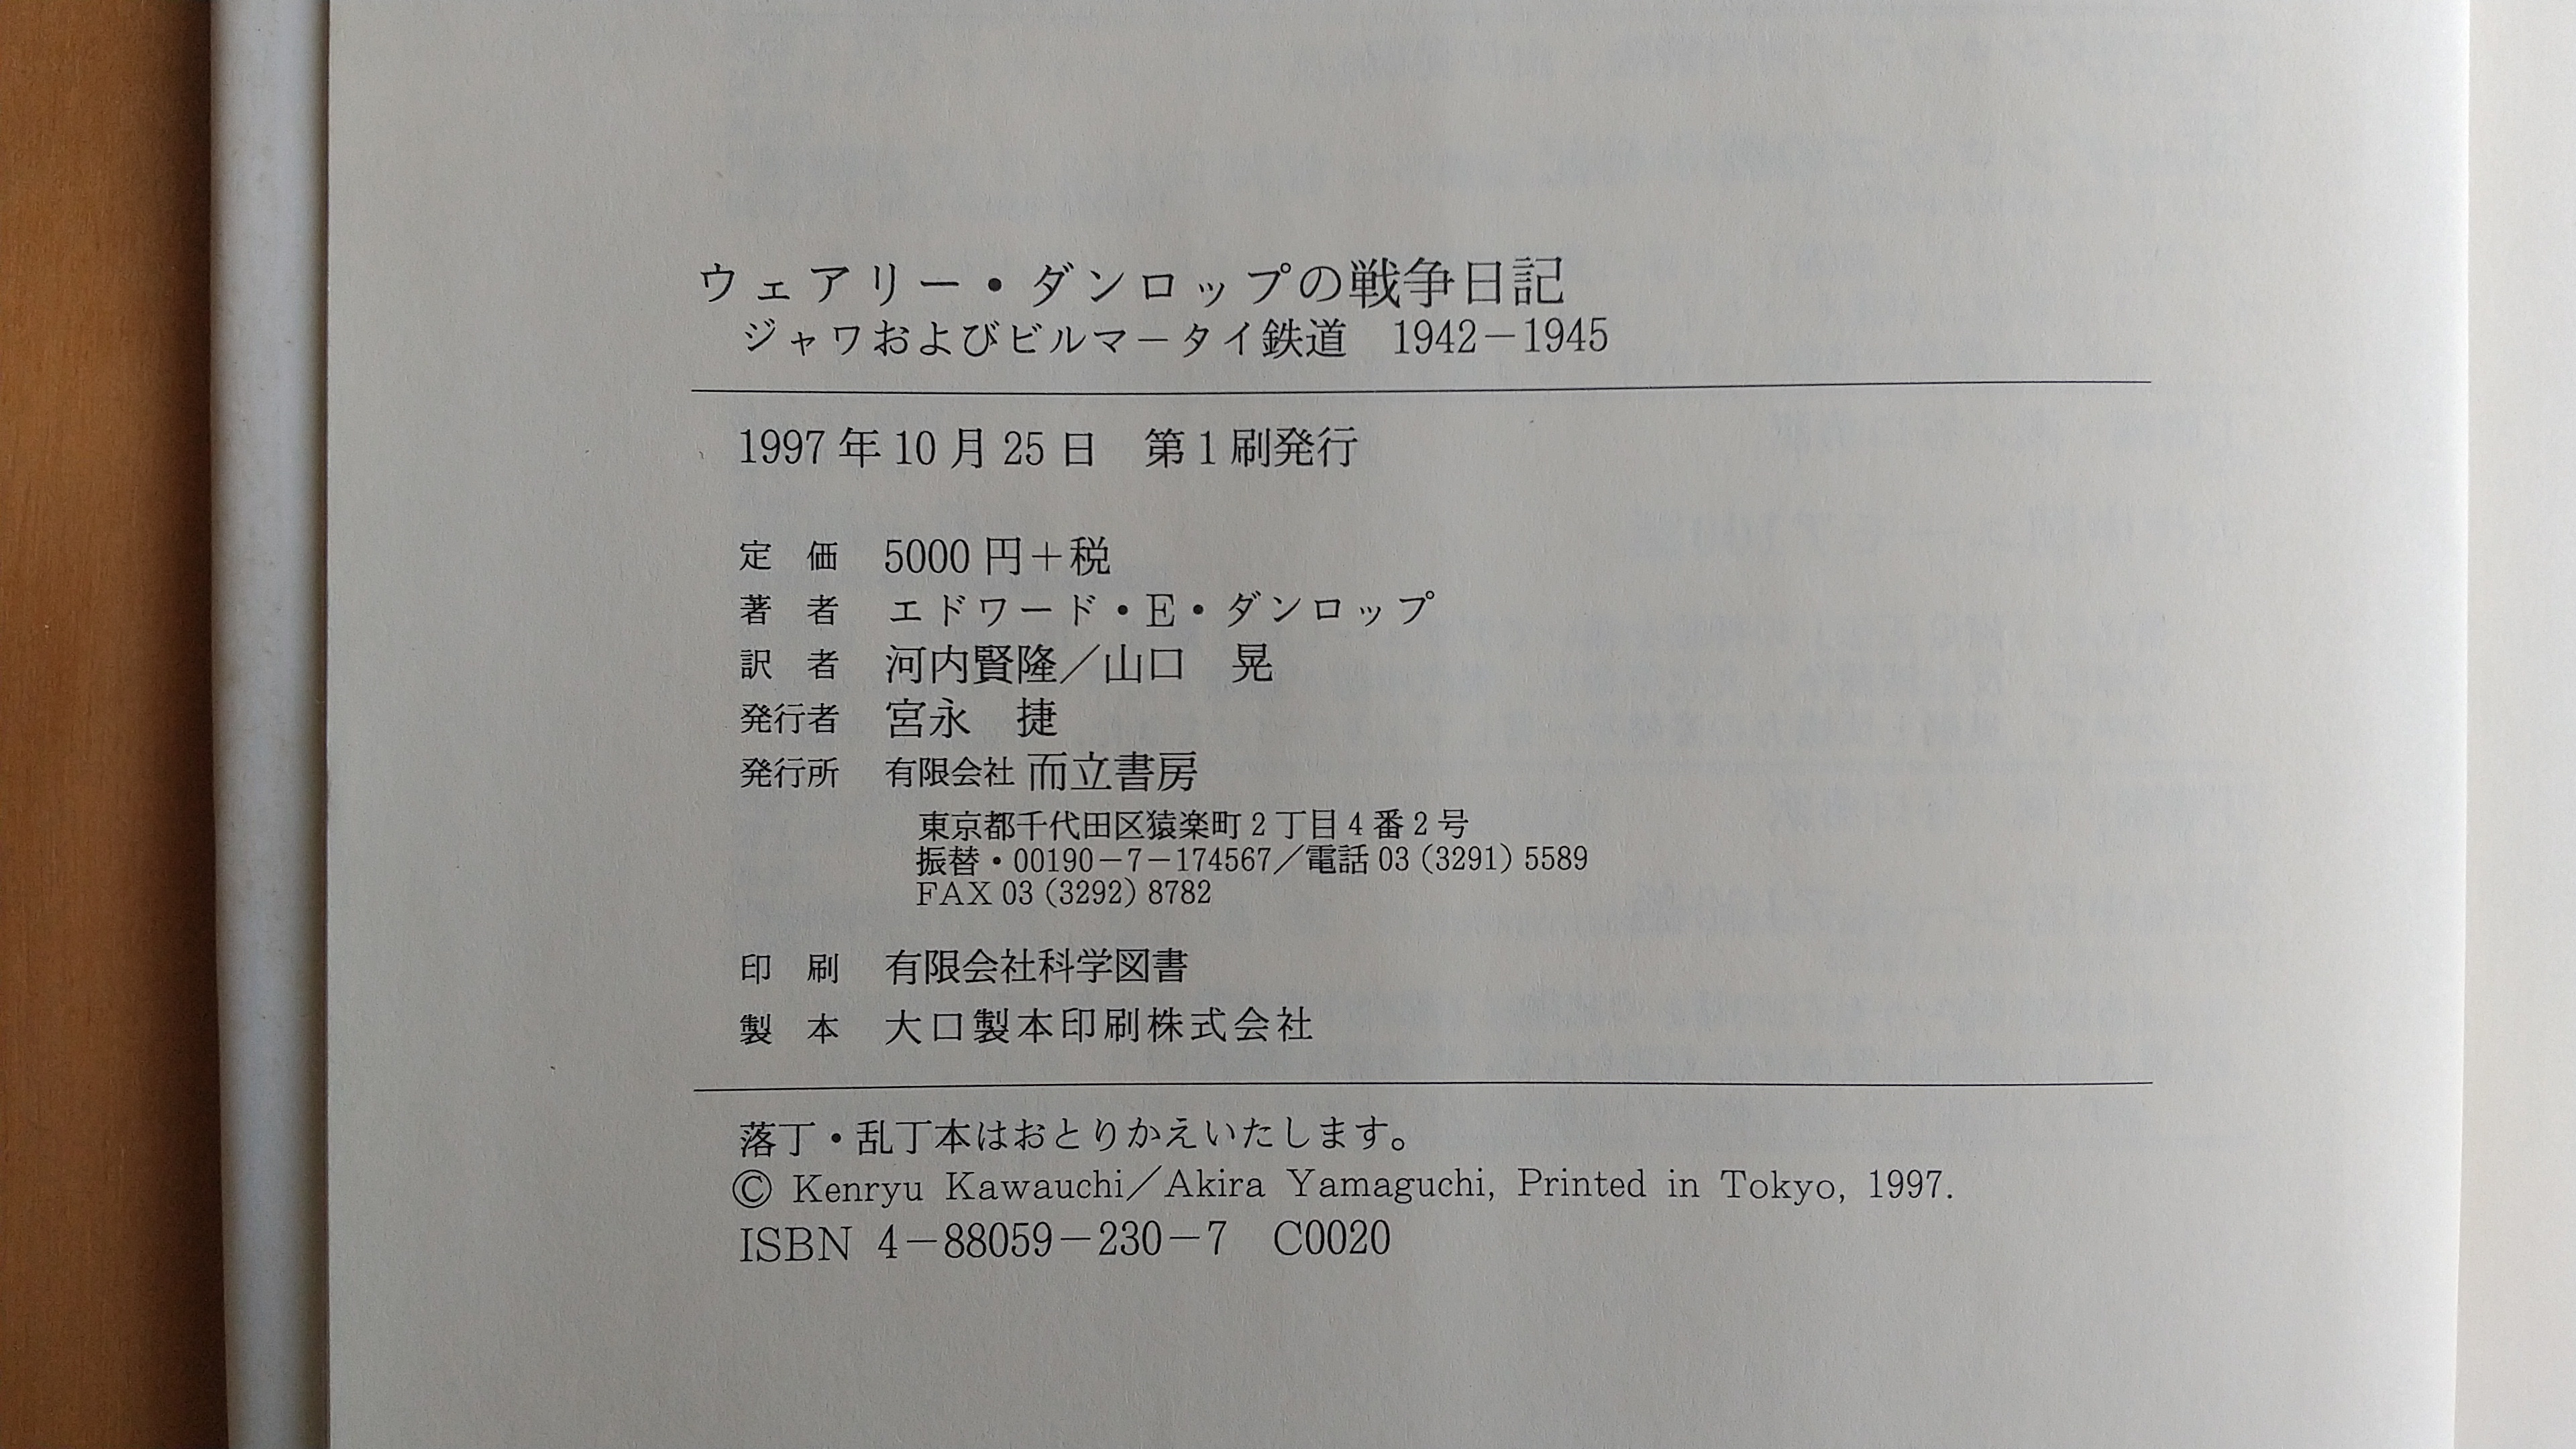 ウェアリー・ダンロップの戦争日記
ジャワおよびビルマータイ鉄道　1942－1945
1997年10月25日　第1刷発行
定　価　5000円＋税
著　者　エドワード・E・ダンロップ
訳　者　河内賢隆／山口　晃
発行者　宮永　捷
発行所　有限会社 而立書房
東京都千代田区猿楽町2丁目4番2号
振替・00190－7－174567／電話03（3291）5589
FAX 03（3292）8782
印　刷　有限会社科学図書
製　本　大口製本印刷株式会社
落丁・乱丁本はおとりかえいたします。
© Kenryu Kawauchi／Akira Yamaguchi, Printed in Tokyo, 1997.
ISBN 4－88059－230－7　C0020